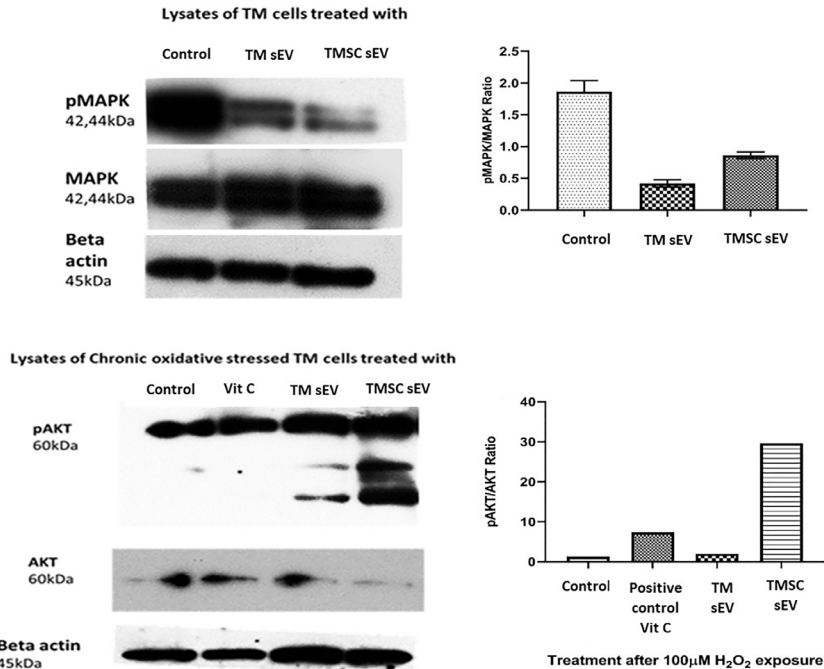 Lysates of TM cells treated with
Control TM sEV TMSC sEV
pMAPK
42,44kDa
MAPK
42,44kDa
Beta
actin
45kDa
2.5
2.0
1.5
1.0
0.5
0.0
pMAPK/MAPK Ratio
Control TM sEV TMSC sEV
Lysates of Chronic oxidative stressed TM cells treated with
Control Vit C TM sEV TMSC sEV
pAKT
60kDa
AKT
60kDa
Beta actin
45kDa
40
30
20
10
0
pAKT/AKT Ratio
Control Positive TM TMSC
control sEV sEV
Vit C
Treatment after 100µM H₂O₂ exposure